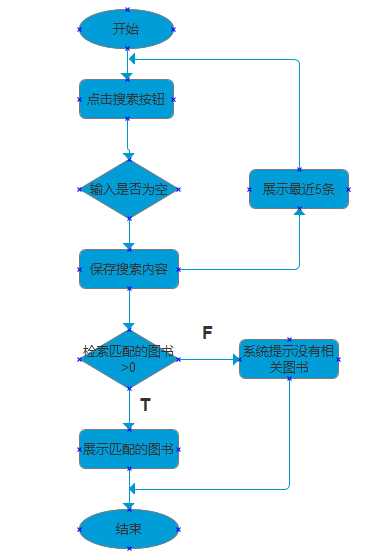 开始
点击搜索按钮
输入是否为空
展示最近5条
保存搜索内容
检索匹配的图书
>0
F
系统提示没有相
关图书
T
展示匹配的图书
结束